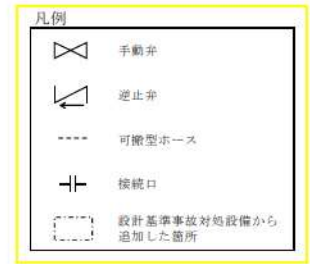 凡例
手動弁
逆止弁
可搬型ホース
接続口
設計基準事故対処設備から
追加した箇所